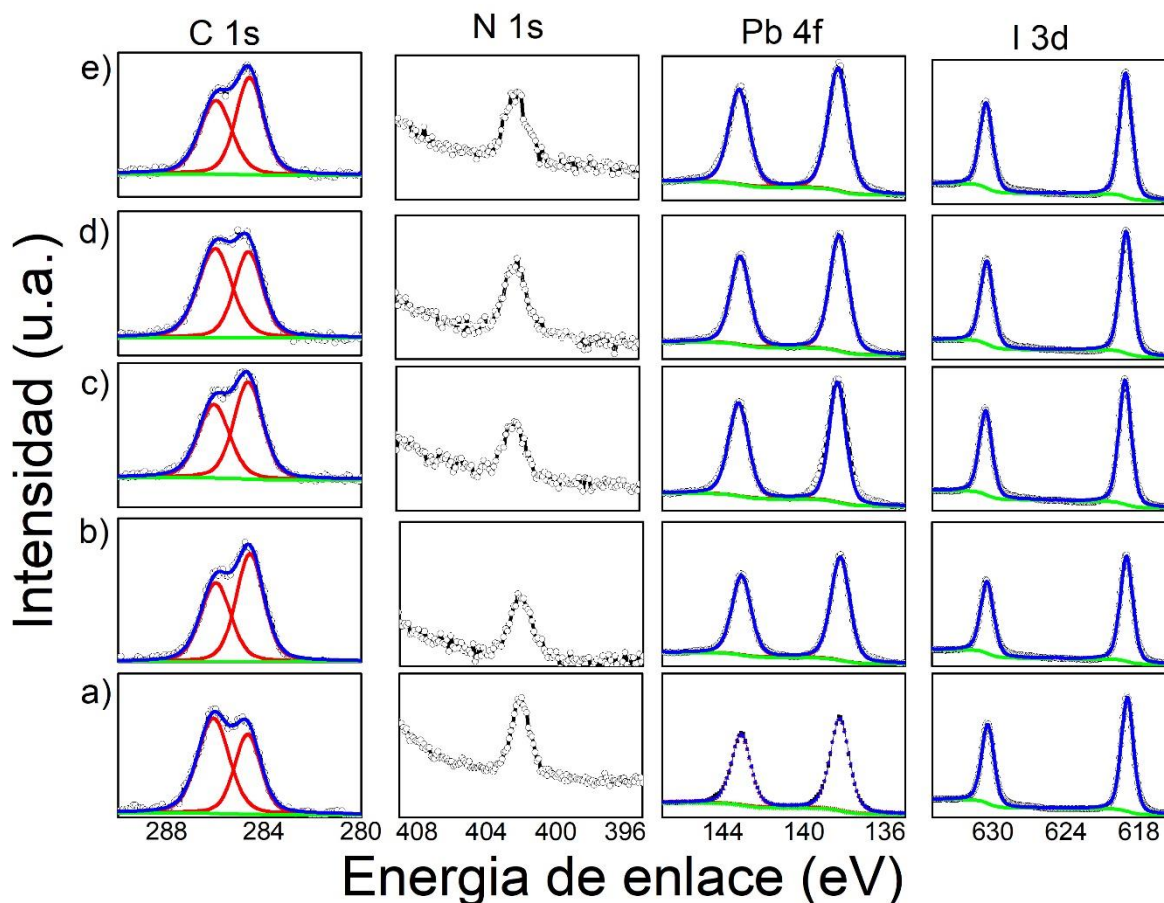 C 1s N 1s Pb 4f I 3d
e)
d)
c)
b)
a)
Intensidad (u.a.)
288 284 280 408 404 400 396 144 140 136 630 624 618
Energia de enlace (eV)